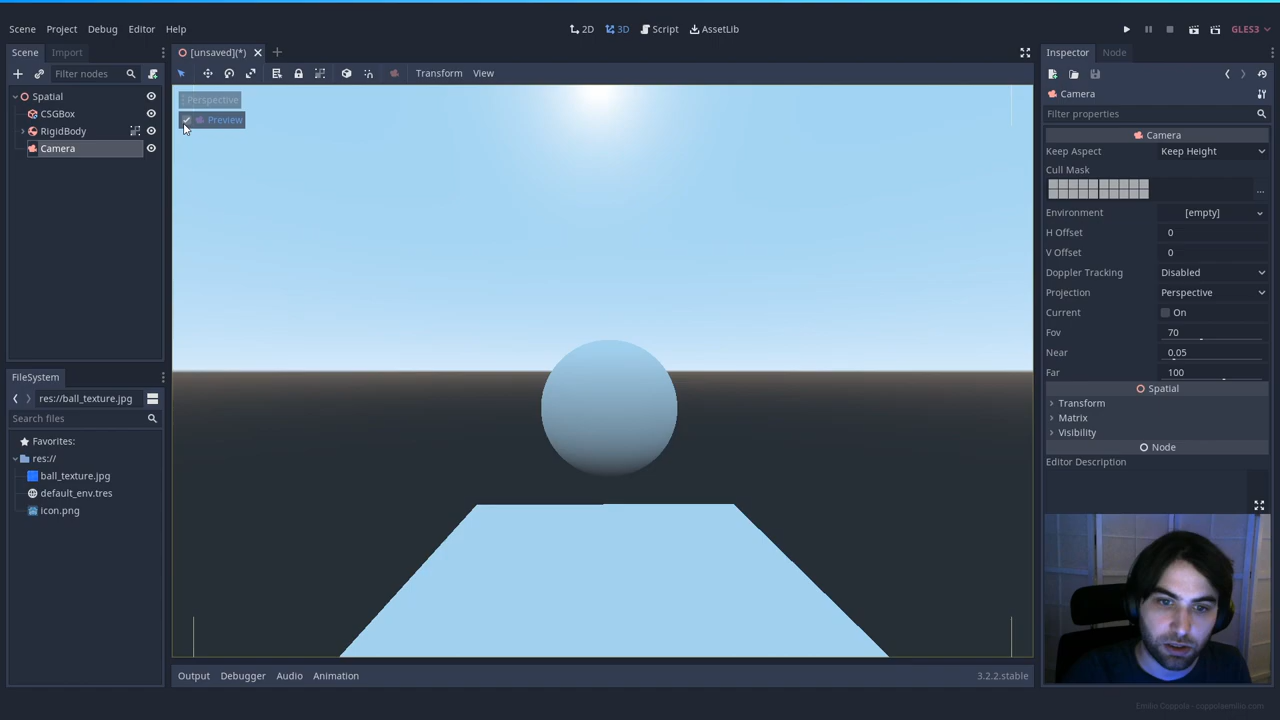 Scene Project Debug Editor Help
2D 3D Script AssetLib
GLES3
Scene Import
[unsaved](*)
Inspector Node
Filter nodes
Transform View
Spatial
CSGBox
RigidBody
Camera
Perspective
Preview
Camera
Filter properties
Camera
Keep Aspect Keep Height
Cull Mask
...
Environment [empty]
H Offset 0
V Offset 0
Doppler Tracking Disabled
Projection Perspective
Current On
Fov 70
Near 0.05
Far 100
Spatial
Transform
Matrix
Visibility
Node
Editor Description
FileSystem
res://ball_texture.jpg
Search files
Favorites:
res://
ball_texture.jpg
default_env.tres
icon.png
Output Debugger Audio Animation
3.2.2.stable
Emilio Coppola - coppolaemilio.com